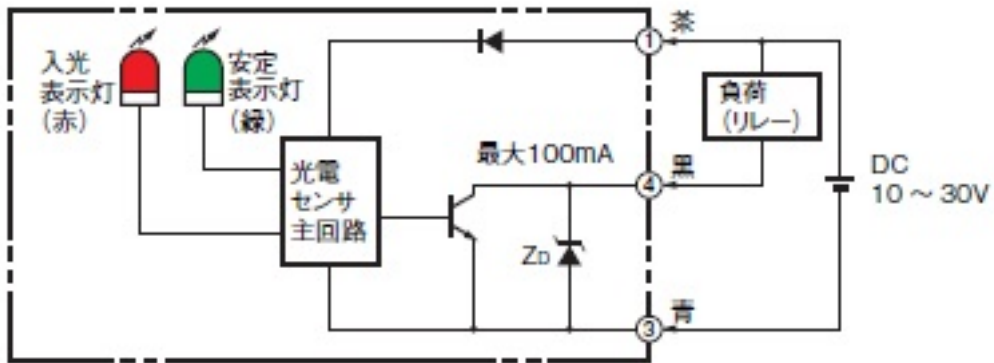 入光
表示灯
(赤)
安定
表示灯
(緑)
光電
センサ
主回路
最大100mA
ZD
① 茶
④ 黒
③ 青
負荷
(リレー)
DC
10 ~ 30V